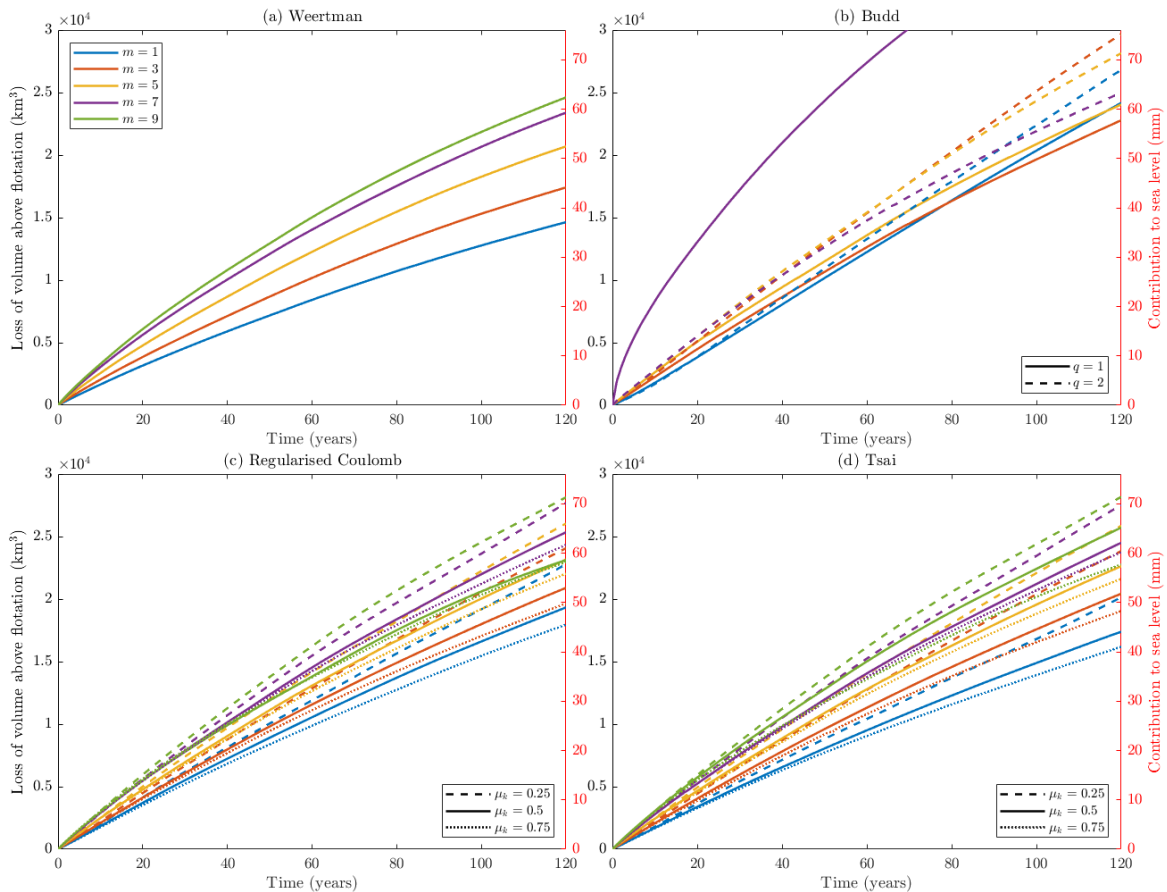 (a) Weertman
×10⁴
3
2.5
2
1.5
1
0.5
0
Loss of volume above flotation (km³)
m = 1
m = 3
m = 5
m = 7
m = 9
70
60
50
40
30
20
10
0
0 20 40 60 80 100 120
Time (years)
(b) Budd
×10⁴
3
2.5
2
1.5
1
0.5
0
q = 1
q = 2
70
60
50
40
30
20
10
0
Contribution to sea level (mm)
0 20 40 60 80 100 120
Time (years)
(c) Regularised Coulomb
×10⁴
3
2.5
2
1.5
1
0.5
0
Loss of volume above flotation (km³)
μₖ = 0.25
μₖ = 0.5
μₖ = 0.75
70
60
50
40
30
20
10
0
0 20 40 60 80 100 120
Time (years)
(d) Tsai
×10⁴
3
2.5
2
1.5
1
0.5
0
μₖ = 0.25
μₖ = 0.5
μₖ = 0.75
70
60
50
40
30
20
10
0
Contribution to sea level (mm)
0 20 40 60 80 100 120
Time (years)